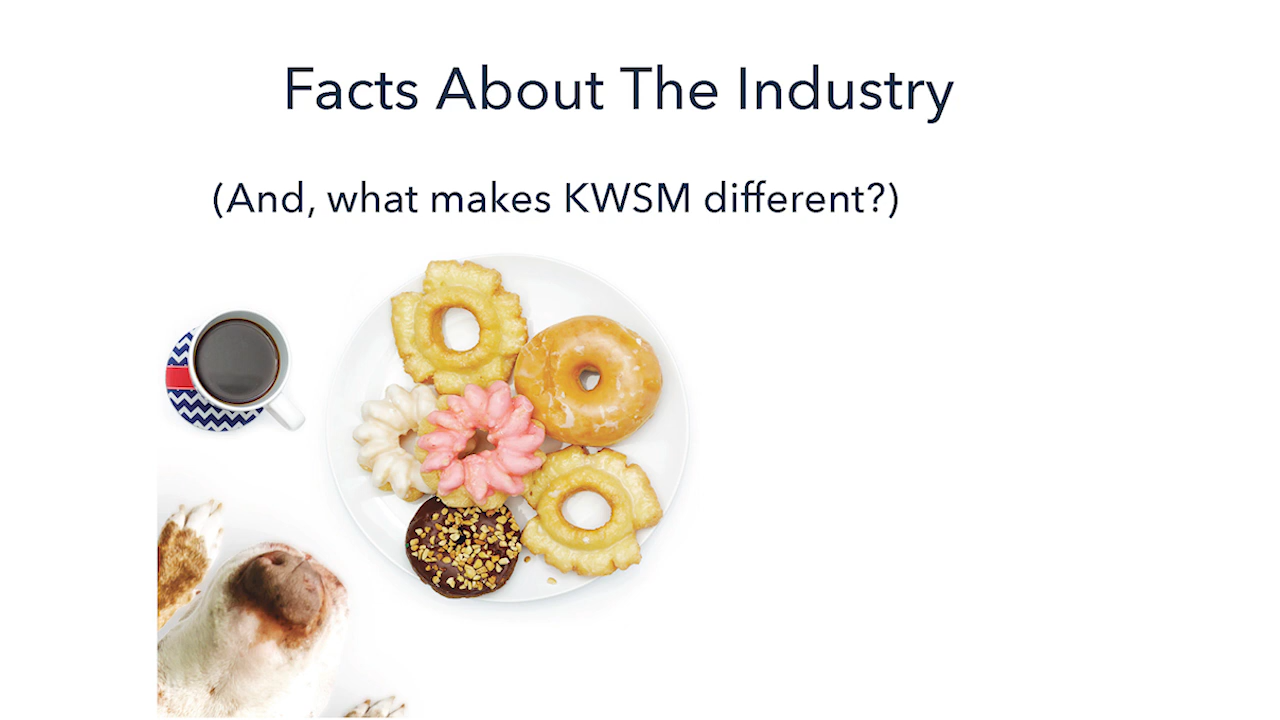 Facts About The Industry
(And, what makes KWSM different?)